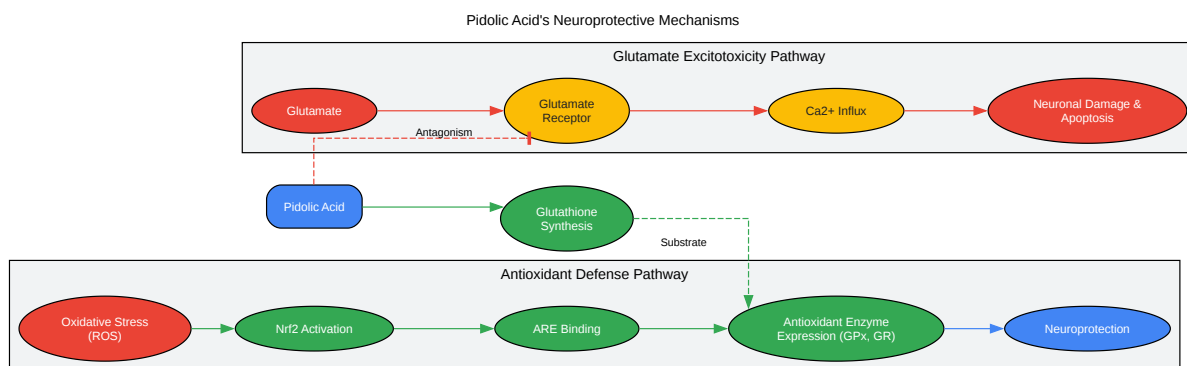 Pidolic Acid's Neuroprotective Mechanisms
Glutamate Excitotoxicity Pathway
Glutamate
Glutamate
Receptor
Ca2+ Influx
Neuronal Damage &
Apoptosis
Antagonism
Pidolic Acid
Glutathione
Synthesis
Substrate
Antioxidant Defense Pathway
Oxidative Stress
(ROS)
Nrf2 Activation
ARE Binding
Antioxidant Enzyme
Expression (GPx, GR)
Neuroprotection